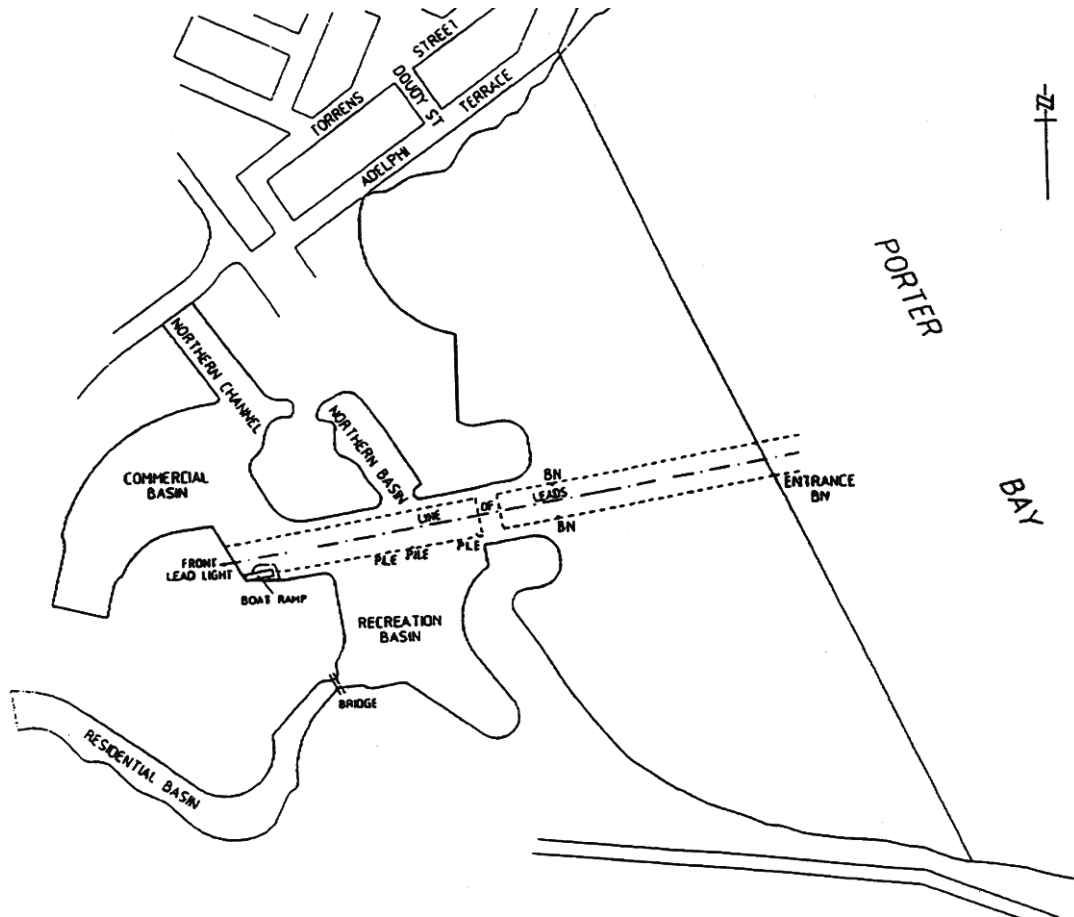 STREET
TORRENS
DOUDY ST
TERRACE
ADELPHI
N
PORTER
BAY
NORTHERN CHANNEL
NORTHERN BASIN
COMMERCIAL
BASIN
BN
LINE OF LEADS
ENTRANCE
BN
BN
PILE PILE PILE
FRONT
LEAD LIGHT
BOAT RAMP
RECREATION
BASIN
BRIDGE
RESIDENTIAL BASIN